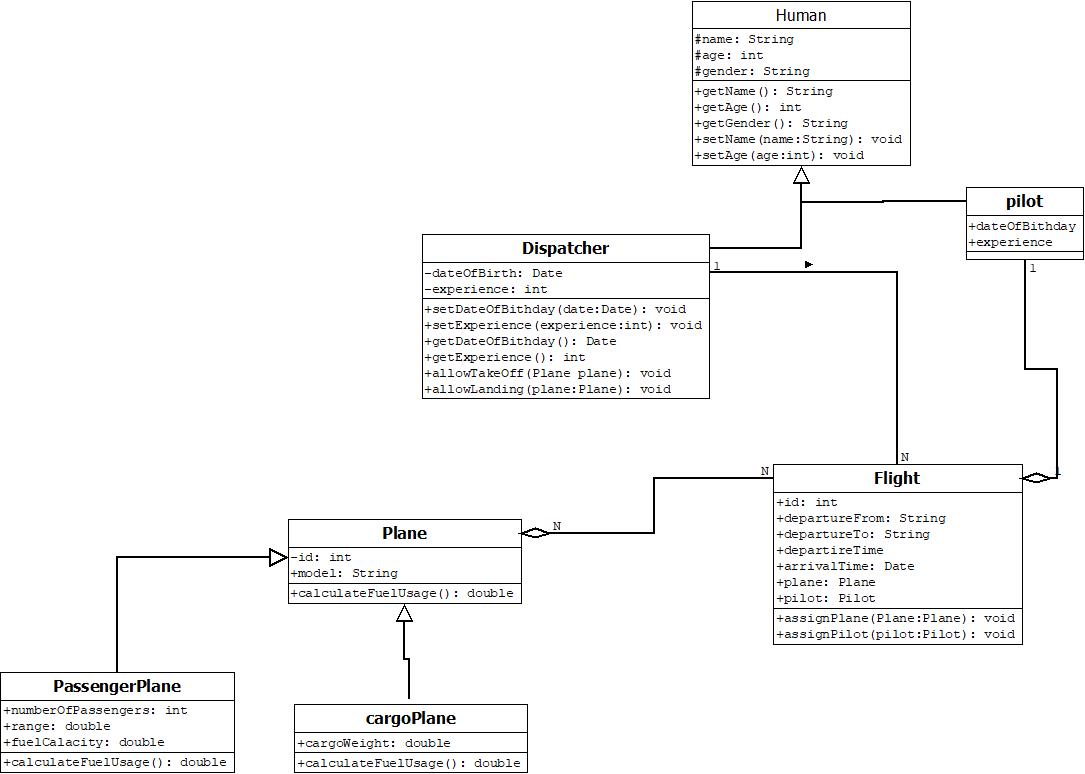 Human
#name: String
#age: int
#gender: String
+getName(): String
+getAge(): int
+getGender(): String
+setName(name:String): void
+setAge(age:int): void
pilot
+dateOfBithday
+experience
1
Dispatcher
-dateOfBirth: Date
-experience: int
+setDateOfBithday(date:Date): void
+setExperience(experience:int): void
+getDateOfBithday(): Date
+getExperience(): int
+allowTakeOff(Plane plane): void
+allowLanding(plane:Plane): void
1
N
N
1
Flight
+id: int
+departureFrom: String
+departureTo: String
+departireTime
+arrivalTime: Date
+plane: Plane
+pilot: Pilot
+assignPlane(Plane:Plane): void
+assignPilot(pilot:Pilot): void
N
Plane
-id: int
+model: String
+calculateFuelUsage(): double
PassengerPlane
+numberOfPassengers: int
+range: double
+fuelCalacity: double
+calculateFuelUsage(): double
cargoPlane
+cargoWeight: double
+calculateFuelUsage(): double